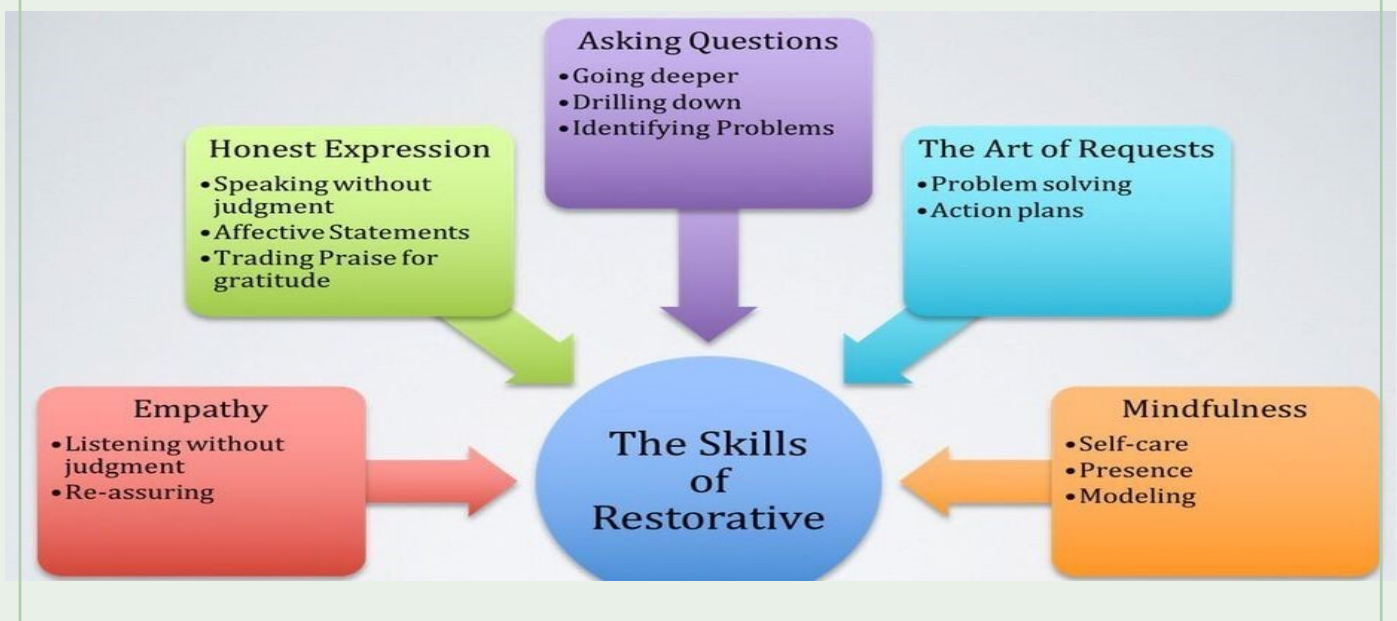 Asking Questions
•Going deeper
•Drilling down
•Identifying Problems
Honest Expression
•Speaking without
judgment
•Affective Statements
•Trading Praise for
gratitude
The Art of Requests
•Problem solving
•Action plans
Empathy
•Listening without
judgment
•Re-assuring
The Skills
of
Restorative
Mindfulness
•Self-care
•Presence
•Modeling